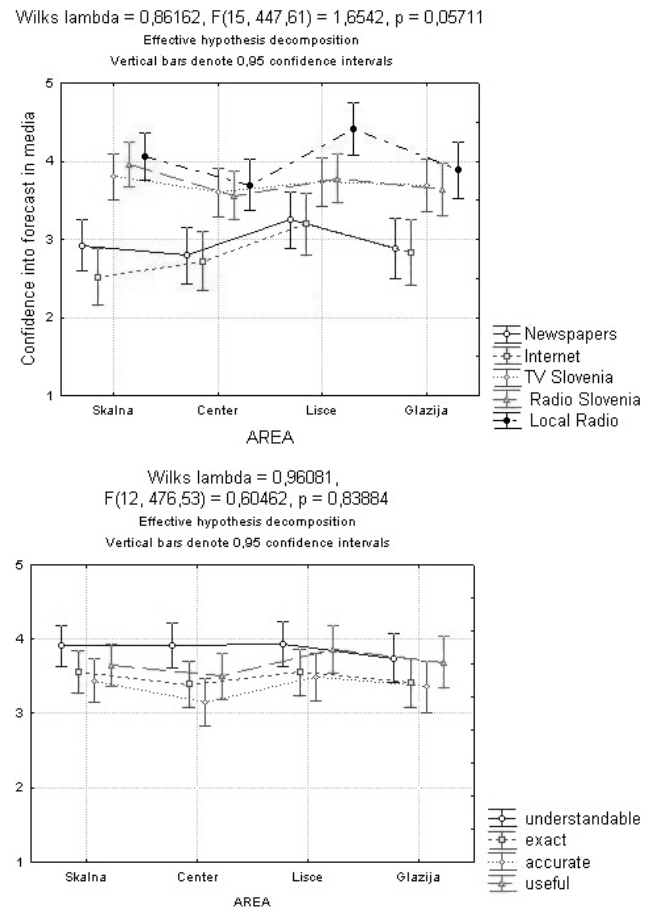 Wilks lambda = 0,86162, F(15, 447,61) = 1,6542, p = 0,05711
Effective hypothesis decomposition
Vertical bars denote 0,95 confidence intervals
5
4
3
2
1
Confidence into forecast in media
Skalna Center Lisce Glazija
AREA
Newspapers
Internet
TV Slovenia
Radio Slovenia
Local Radio
Wilks lambda = 0,96081,
F(12, 476,53) = 0,60462, p = 0,83884
Effective hypothesis decomposition
Vertical bars denote 0,95 confidence intervals
5
4
3
2
1
Skalna Center Lisce Glazija
AREA
understandable
exact
accurate
useful